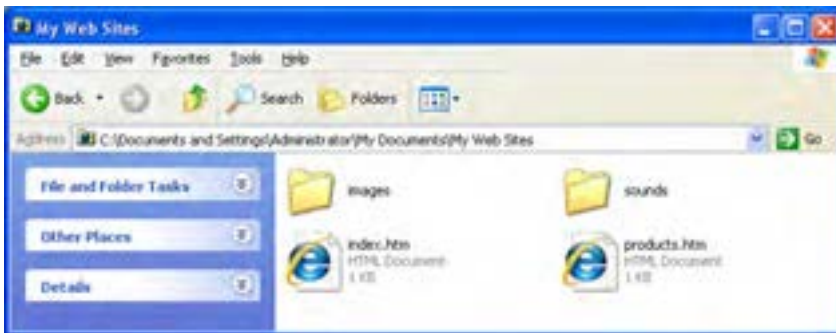 My Web Sites
File Edit View Favorites Tools Help
Back Search Folders
Address C:\Documents and Settings\Administrator\My Documents\My Web Sites Go
File and Folder Tasks
Other Places
Details
images
sounds
index.htm
HTML Document
1 KB
products.htm
HTML Document
1 KB